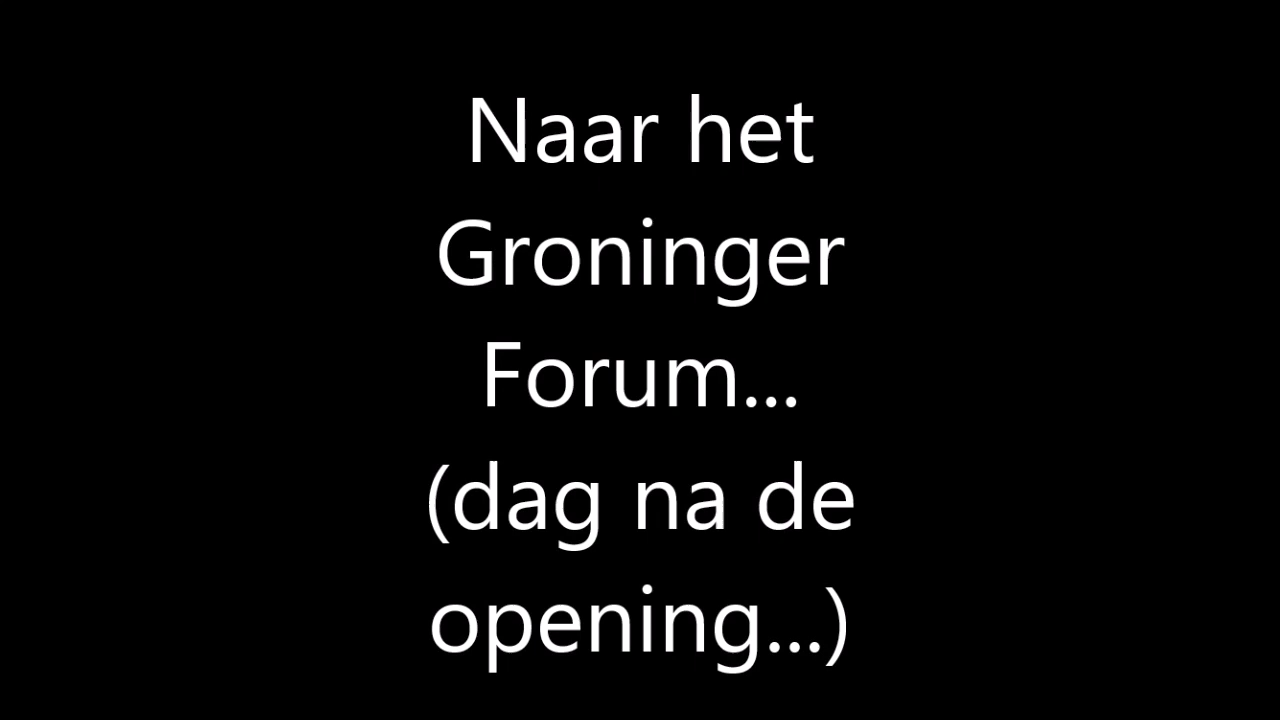 Naar het
Groninger
Forum...
(dag na de
opening...)